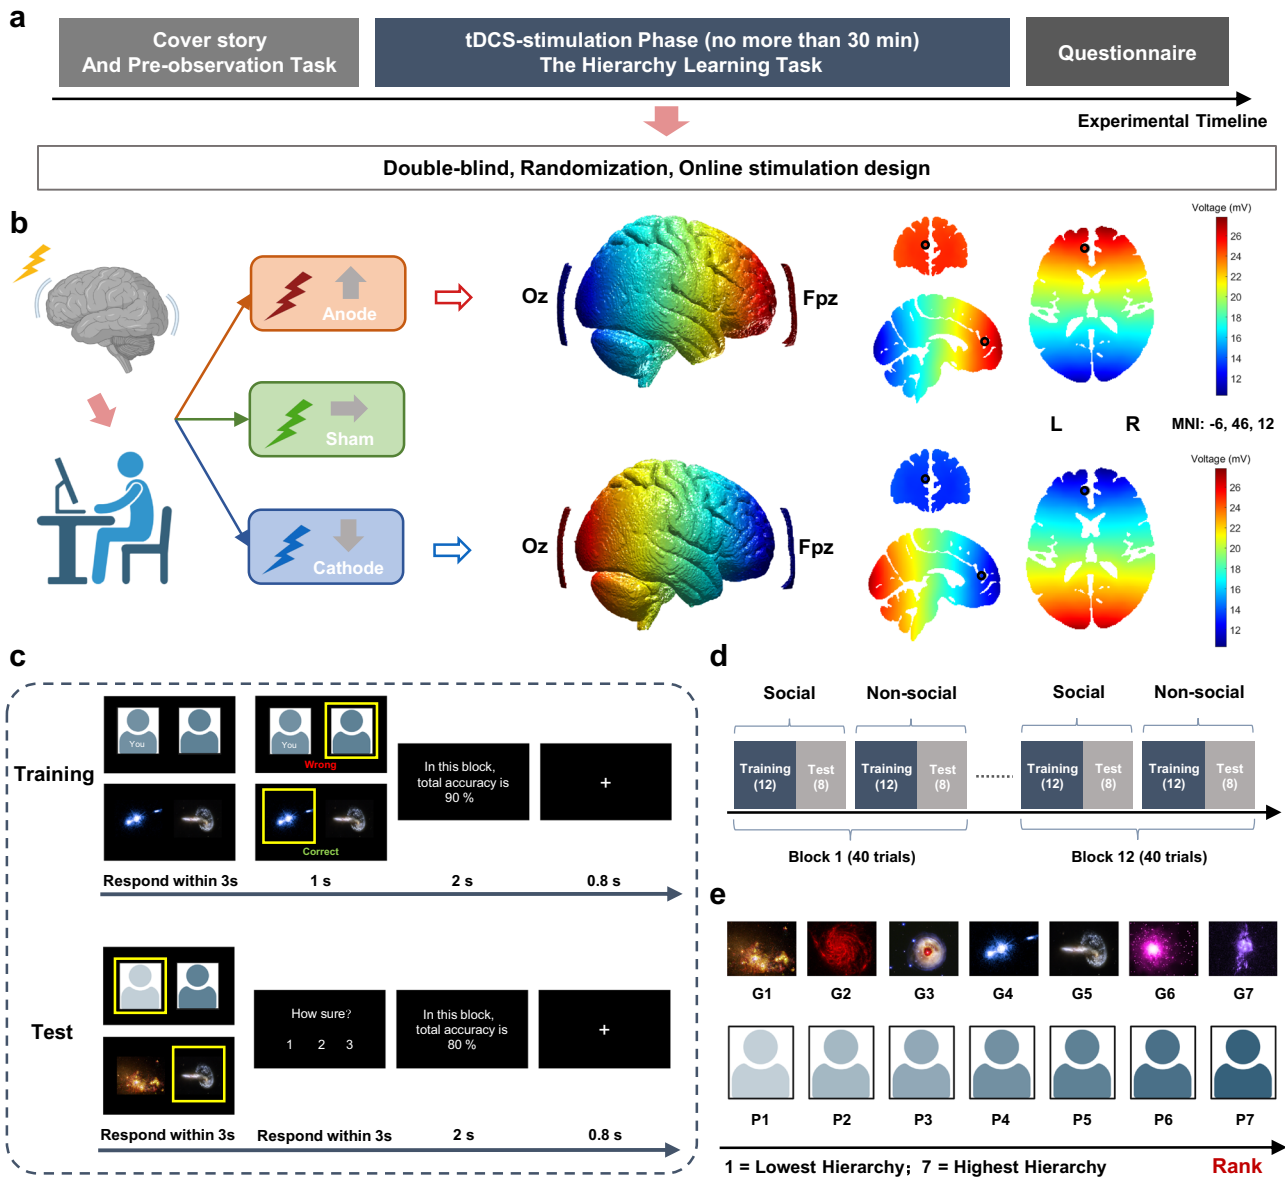 a
Cover story
And Pre-observation Task
tDCS-stimulation Phase (no more than 30 min)
The Hierarchy Learning Task
Questionnaire
Experimental Timeline
Double-blind, Randomization, Online stimulation design
b
Anode
Sham
Cathode
Oz
Fpz
Voltage (mV)
26
24
22
20
18
16
14
12
L
R
MNI: -6, 46, 12
Oz
Fpz
Voltage (mV)
26
24
22
20
18
16
14
12
c
Training
You
You
Wrong
Correct
In this block,
total accuracy is
90 %
+
Respond within 3s
1 s
2 s
0.8 s
Test
How sure?
1 2 3
In this block,
total accuracy is
80 %
+
Respond within 3s
Respond within 3s
2 s
0.8 s
d
Social
Non-social
Social
Non-social
Training
(12)
Test
(8)
Training
(12)
Test
(8)
Training
(12)
Test
(8)
Training
(12)
Test
(8)
Block 1 (40 trials)
Block 12 (40 trials)
e
G1
G2
G3
G4
G5
G6
G7
P1
P2
P3
P4
P5
P6
P7
1 = Lowest Hierarchy; 7 = Highest Hierarchy
Rank